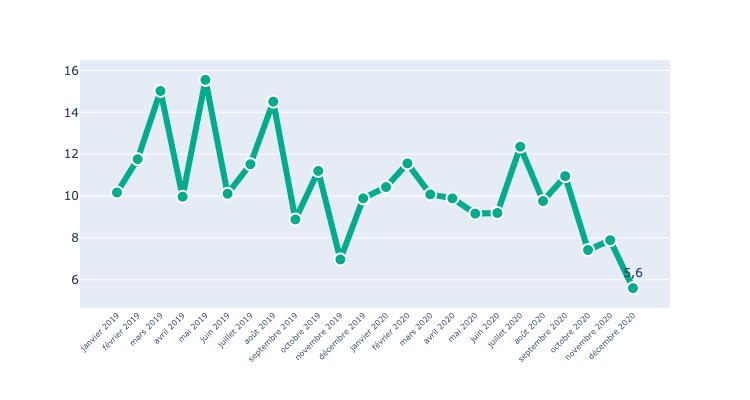 16
14
12
10
8
6
5,6
janvier 2019
février 2019
mars 2019
avril 2019
mai 2019
juin 2019
juillet 2019
août 2019
septembre 2019
octobre 2019
novembre 2019
décembre 2019
janvier 2020
février 2020
mars 2020
avril 2020
mai 2020
juin 2020
juillet 2020
août 2020
septembre 2020
octobre 2020
novembre 2020
décembre 2020